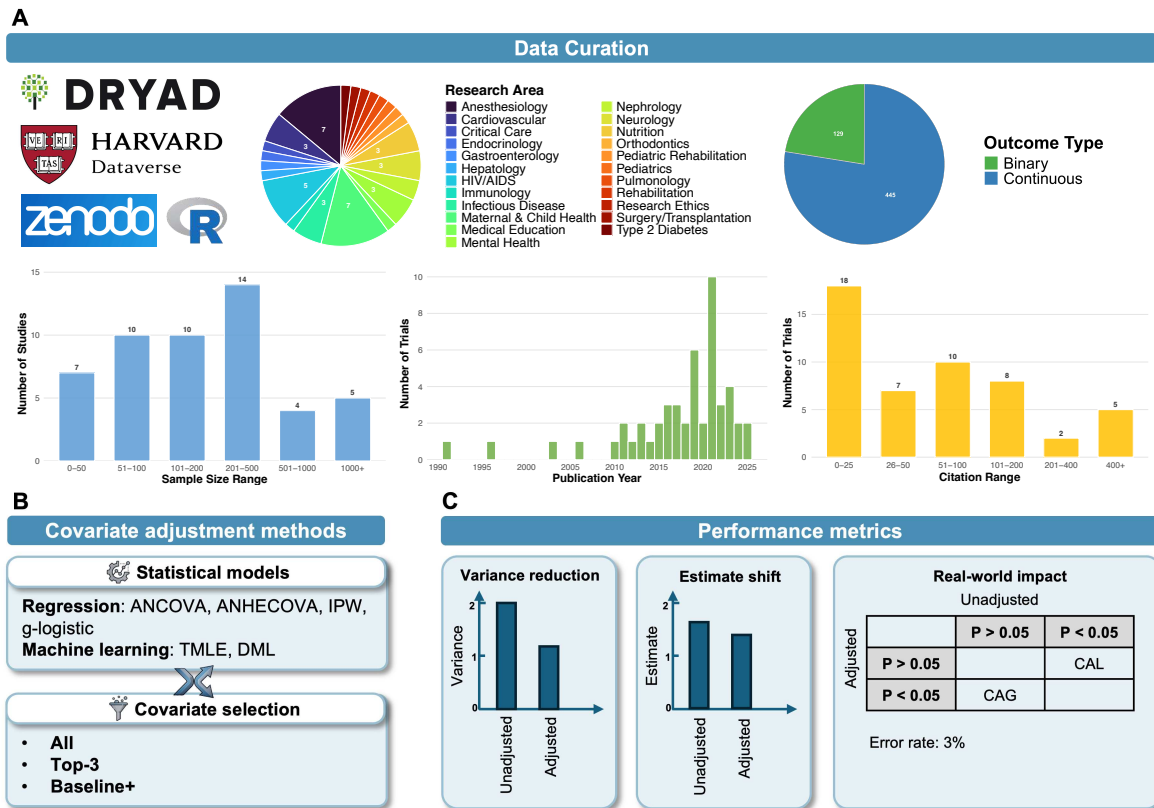 A
Data Curation
DRYAD
VE RI TAS
HARVARD
Dataverse
zenodo
R
7
3
5
3
7
3
3
3
Research Area
Anesthesiology
Cardiovascular
Critical Care
Endocrinology
Gastroenterology
Hepatology
HIV/AIDS
Immunology
Infectious Disease
Maternal & Child Health
Medical Education
Mental Health
Nephrology
Neurology
Nutrition
Orthodontics
Pediatric Rehabilitation
Pediatrics
Pulmonology
Rehabilitation
Research Ethics
Surgery/Transplantation
Type 2 Diabetes
129
445
Outcome Type
Binary
Continuous
Number of Studies
15
10
5
0
7
10
10
14
4
5
0–50
51–100
101–200
201–500
501–1000
1000+
Sample Size Range
Number of Trials
10
8
6
4
2
0
1990
1995
2000
2005
2010
2015
2020
2025
Publication Year
Number of Trials
15
10
5
0
18
7
10
8
2
5
0–25
26–50
51–100
101–200
201–400
400+
Citation Range
B
Covariate adjustment methods
Statistical models
Regression: ANCOVA, ANHECOVA, IPW,
g-logistic
Machine learning: TMLE, DML
Covariate selection
• All
• Top-3
• Baseline+
C
Performance metrics
Variance reduction
Variance
2
1
0
Unadjusted
Adjusted
Estimate shift
Estimate
2
1
0
Unadjusted
Adjusted
Real-world impact
Unadjusted
Adjusted
P > 0.05
P < 0.05
P > 0.05
CAL
P < 0.05
CAG
Error rate: 3%